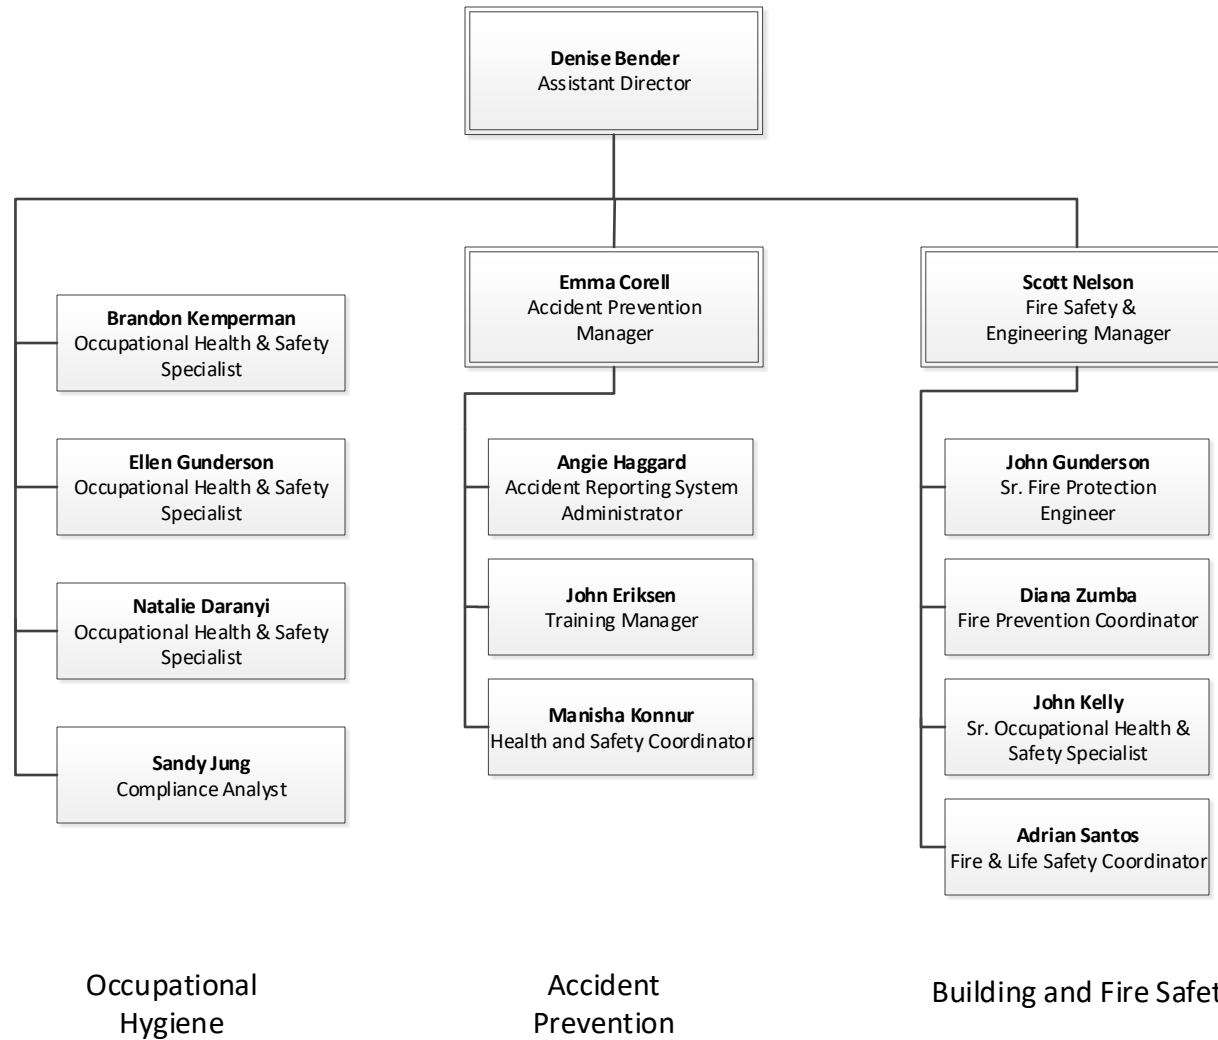 Denise Bender
Assistant Director
Brandon Kemperman
Occupational Health & Safety
Specialist
Ellen Gunderson
Occupational Health & Safety
Specialist
Natalie Daranyi
Occupational Health & Safety
Specialist
Sandy Jung
Compliance Analyst
Occupational
Hygiene
Emma Corell
Accident Prevention
Manager
Angie Haggard
Accident Reporting System
Administrator
John Eriksen
Training Manager
Manisha Konnur
Health and Safety Coordinator
Accident
Prevention
Scott Nelson
Fire Safety &
Engineering Manager
John Gunderson
Sr. Fire Protection
Engineer
Diana Zumba
Fire Prevention Coordinator
John Kelly
Sr. Occupational Health &
Safety Specialist
Adrian Santos
Fire & Life Safety Coordinator
Building and Fire Safet